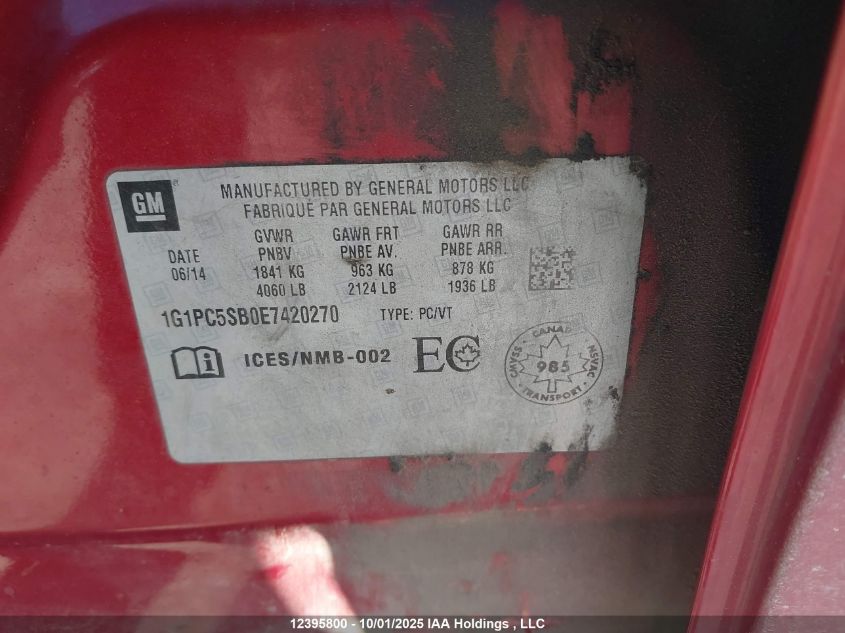 GM
MANUFACTURED BY GENERAL MOTORS LLC
FABRIQUÉ PAR GENERAL MOTORS LLC
GVWR GAWR FRT GAWR RR
DATE PNBV PNBE AV. PNBE ARR.
06/14 1841 KG 963 KG 878 KG
4060 LB 2124 LB 1936 LB
1G1PC5SB0E7420270 TYPE: PC/VT
ICES/NMB-002 EC
CANADA
CMVSS 985 NSVAC
TRANSPORT
12395800 - 10/01/2025 IAA Holdings , LLC